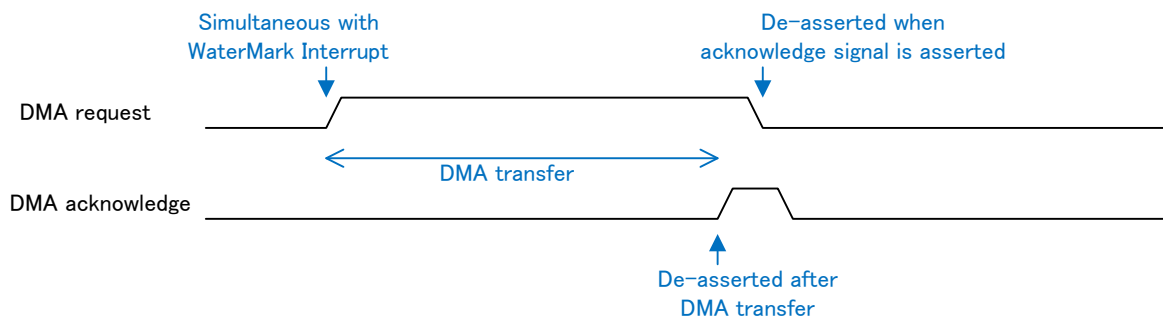 Simultaneous with
WaterMark Interrupt
De-asserted when
acknowledge signal is asserted
DMA request
DMA transfer
DMA acknowledge
De-asserted after
DMA transfer